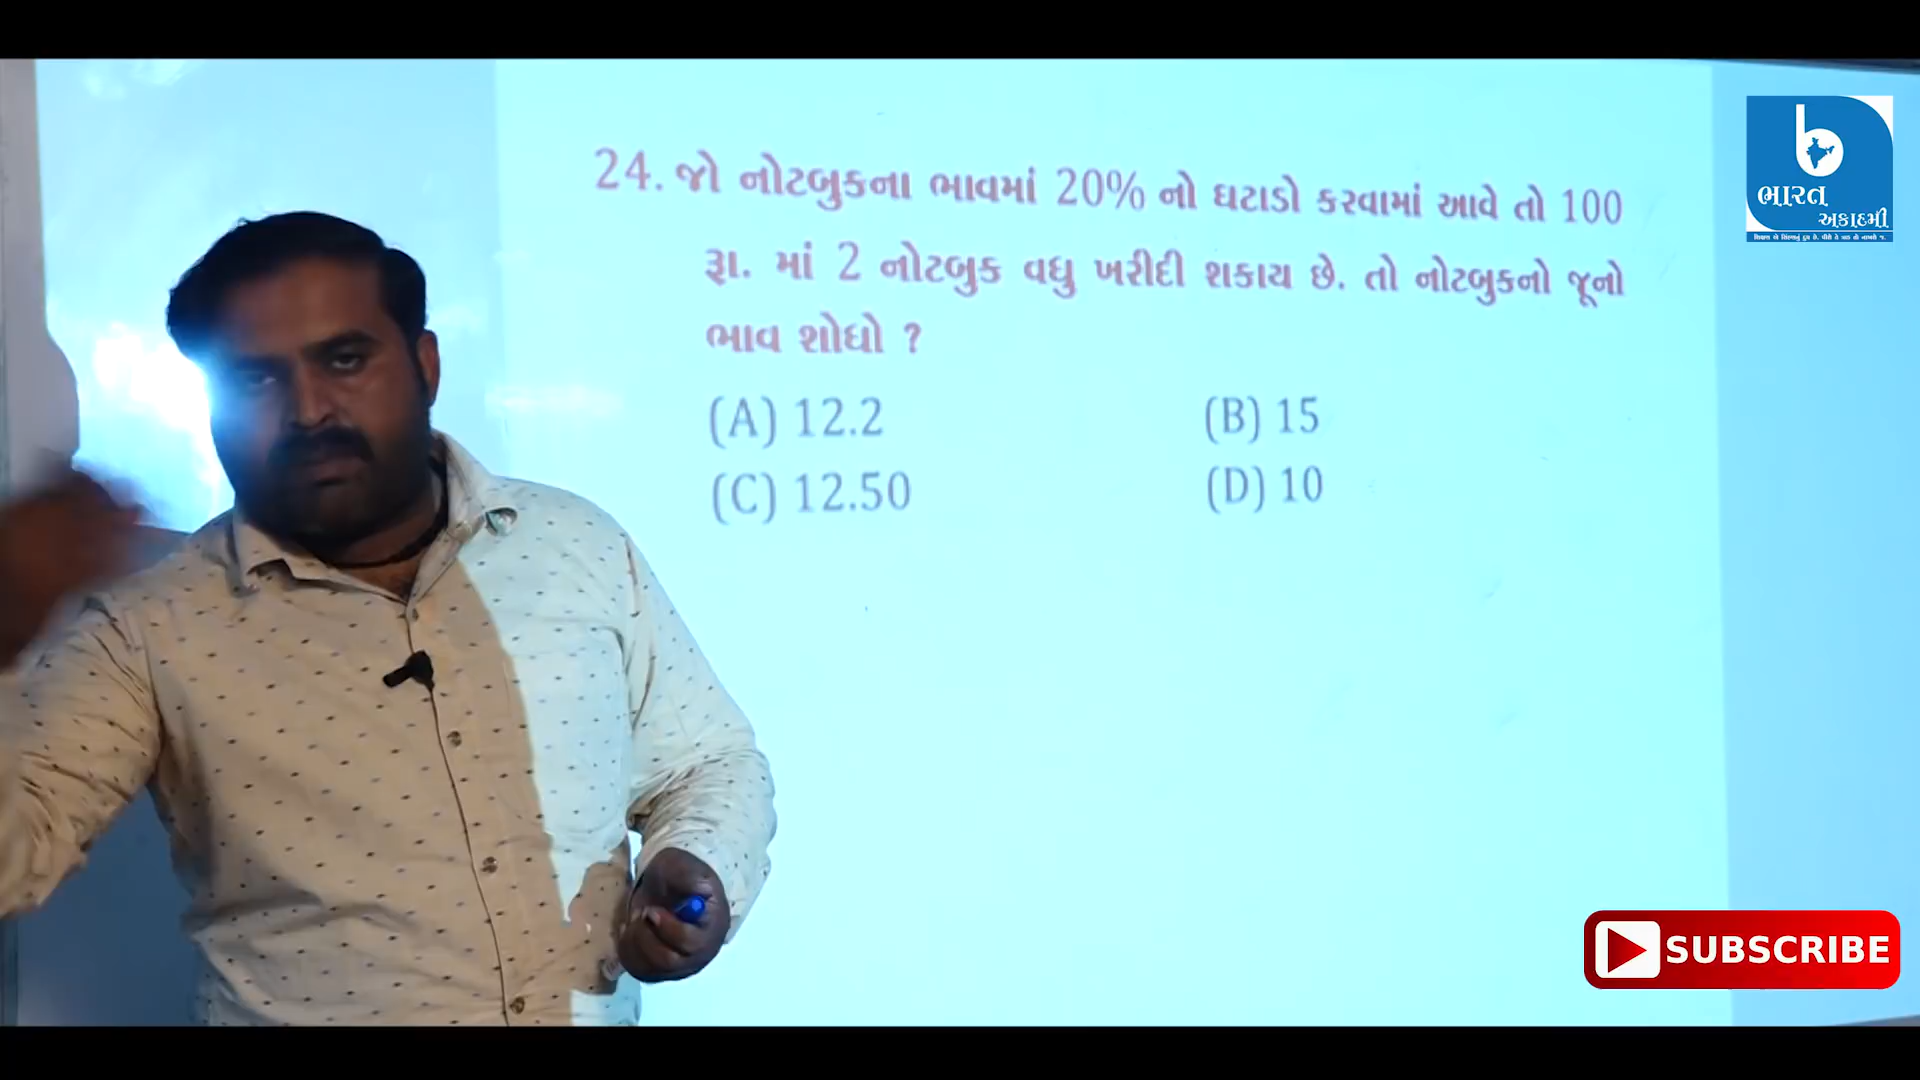 24. જો નોટબુકના ભાવમાં 20% નો ઘટાડો કરવામાં આવે તો 100
રૂા. માં 2 નોટબુક વધુ ખરીદી શકાય છે. તો નોટબુકનો જૂનો
ભાવ શોધો ?
(A) 12.2 (B) 15
(C) 12.50 (D) 10
ભારત
અકાદમી
SUBSCRIBE